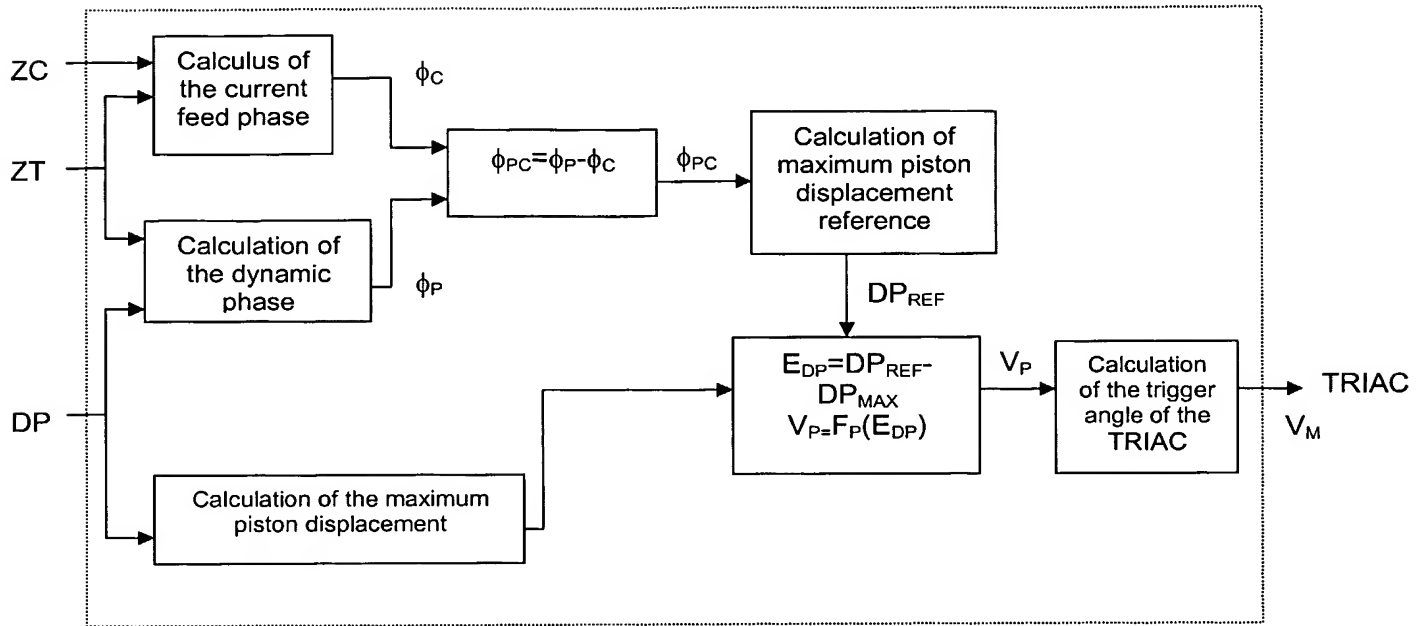 ZC
Calculus of
the current
feed phase
ϕC
ZT
ϕPC=ϕP-ϕC
ϕPC
Calculation of
maximum piston
displacement
reference
Calculation of
the dynamic
phase
ϕP
DPREF
DP
EDP=DPREF-
DPMAX
VP=FP(EDP)
VP
Calculation
of the trigger
angle of the
TRIAC
TRIAC
VM
Calculation of the maximum
piston displacement